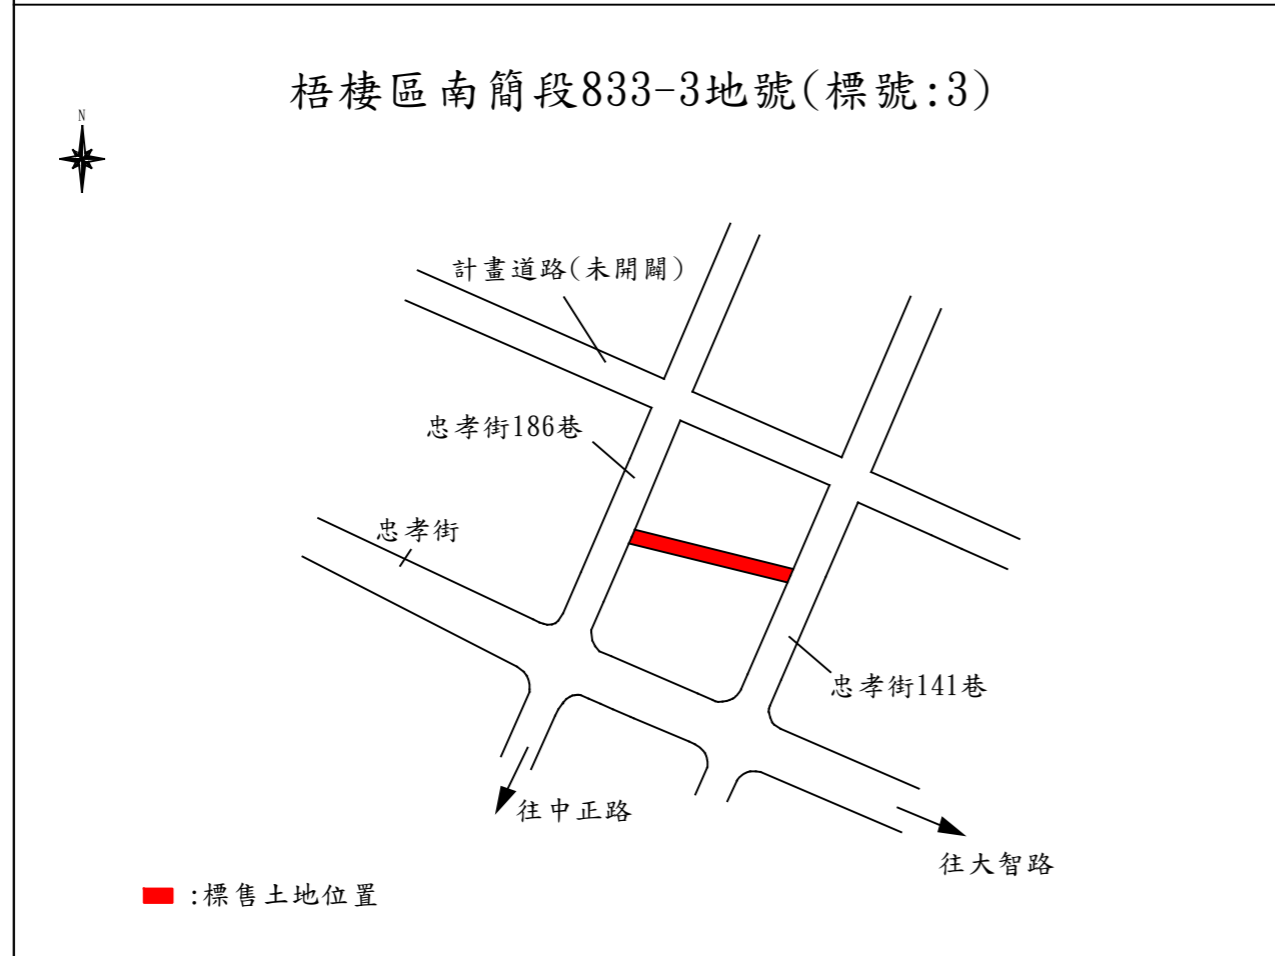 梧棲區南簡段833-3地號(標號:3)
N
計畫道路(未開闢)
忠孝街186巷
忠孝街
忠孝街141巷
往中正路
往大智路
:標售土地位置